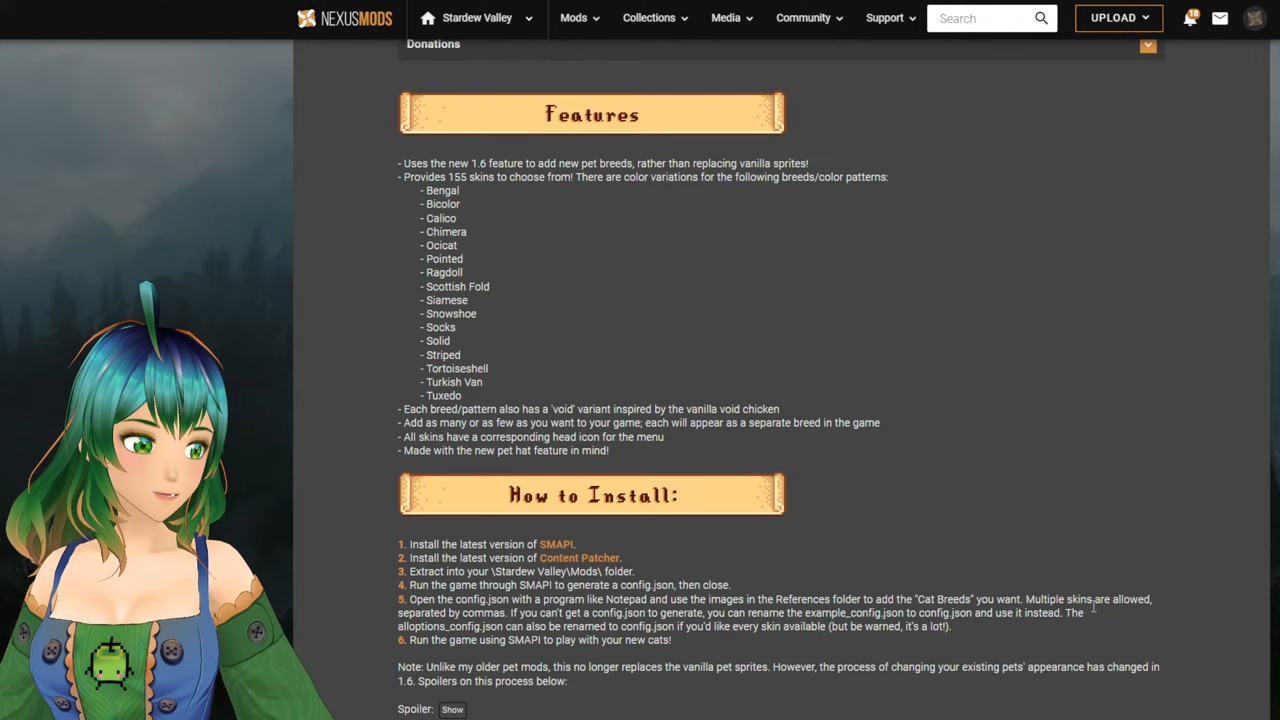 NEXUSMODS
Stardew Valley
Mods
Collections
Media
Community
Support
Search
UPLOAD
18
Donations
Features
- Uses the new 1.6 feature to add new pet breeds, rather than replacing vanilla sprites!
- Provides 155 skins to choose from! There are color variations for the following breeds/color patterns:
- Bengal
- Bicolor
- Calico
- Chimera
- Ocicat
- Pointed
- Ragdoll
- Scottish Fold
- Siamese
- Snowshoe
- Socks
- Solid
- Striped
- Tortoiseshell
- Turkish Van
- Tuxedo
- Each breed/pattern also has a 'void' variant inspired by the vanilla void chicken
- Add as many or as few as you want to your game; each will appear as a separate breed in the game
- All skins have a corresponding head icon for the menu
- Made with the new pet hat feature in mind!
How to Install:
1. Install the latest version of SMAPI.
2. Install the latest version of Content Patcher.
3. Extract into your \Stardew Valley\Mods\ folder.
4. Run the game through SMAPI to generate a config.json, then close.
5. Open the config.json with a program like Notepad and use the images in the References folder to add the "Cat Breeds" you want. Multiple skins are allowed,
separated by commas. If you can't get a config.json to generate, you can rename the example_config.json to config.json and use it instead. The
alloptions_config.json can also be renamed to config.json if you'd like every skin available (but be warned, it's a lot!).
6. Run the game using SMAPI to play with your new cats!
Note: Unlike my older pet mods, this no longer replaces the vanilla pet sprites. However, the process of changing your existing pets' appearance has changed in
1.6. Spoilers on this process below:
Spoiler: Show